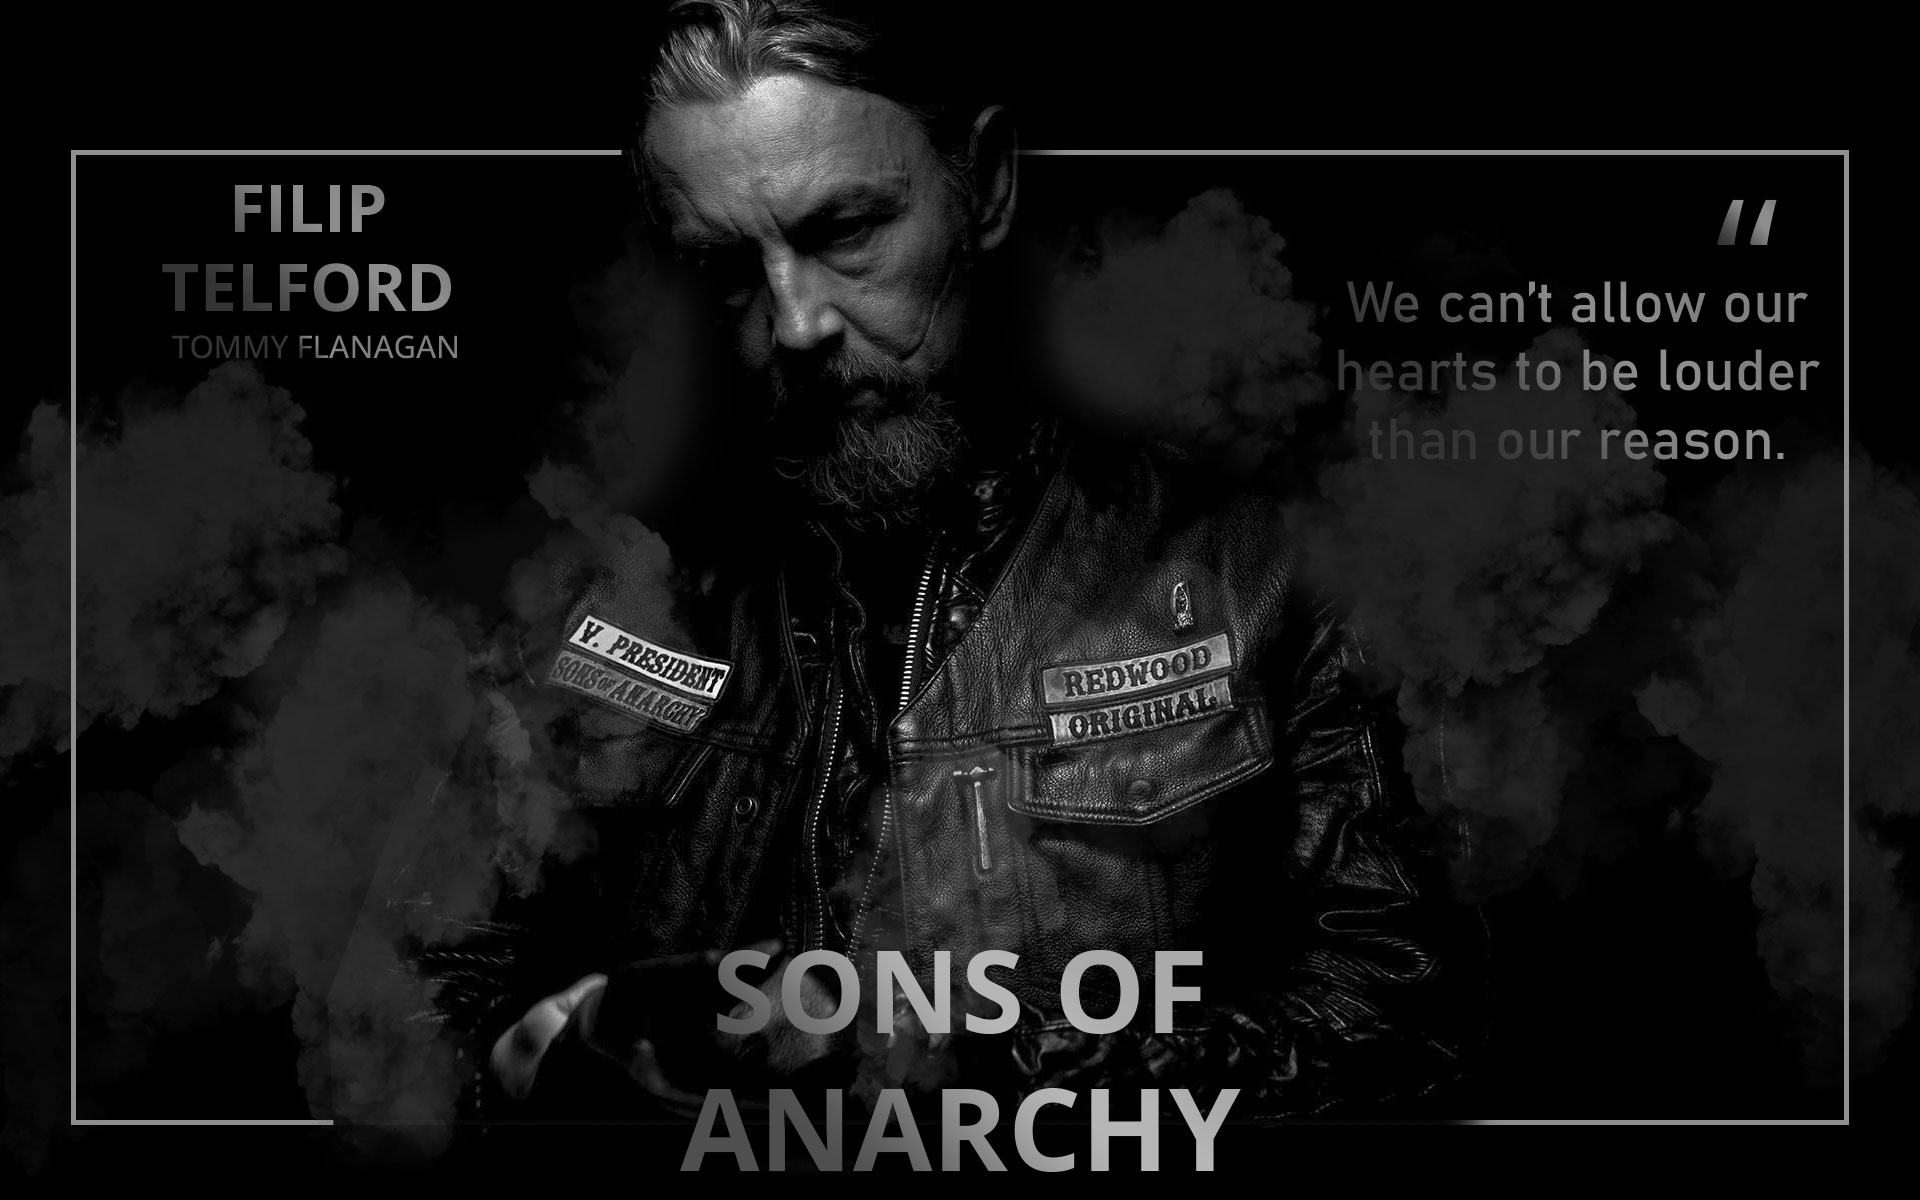 FILIP
TELFORD
TOMMY FLANAGAN
“
We can't allow our
hearts to be louder
than our reason.
V. PRESIDENT
SONS OF ANARCHY
REDWOOD
ORIGINAL
SONS OF
ANARCHY